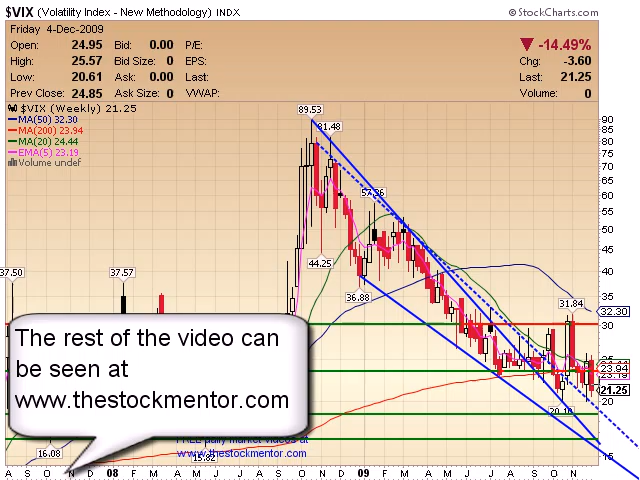 $VIX (Volatility Index - New Methodology) INDX
© StockCharts.com
Friday 4-Dec-2009
Open: 24.95 Bid: 0.00 P/E: ▼ -14.49%
High: 25.57 Bid Size: 0 EPS: Chg: -3.60
Low: 20.61 Ask: 0.00 Last: Last: 21.25
Prev Close: 24.85 Ask Size: 0 VWAP: Volume: 0
$VIX (Weekly) 21.25
MA(50) 32.30
MA(200) 23.94
MA(20) 24.44
EMA(5) 23.19
Volume undef
89.53
81.48
57.36
44.25
36.88
37.50
37.57
31.84
20.10
16.08
15.82
90
85
80
75
70
65
60
55
50
45
40
35
32.30
30
23.94
21.25
20
15
The rest of the video can
be seen at
www.thestockmentor.com
FREE daily market videos at
www.thestockmentor.com
A S O N D 08 M A M J J A S O N D 09 F M A M J J A S O N